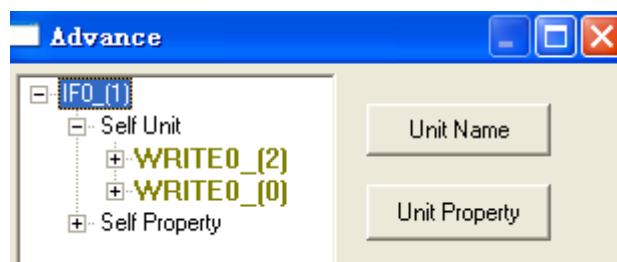 Advance
IF0_(1)
Self Unit
WRITE0_(2)
WRITE0_(0)
Self Property
Unit Name
Unit Property